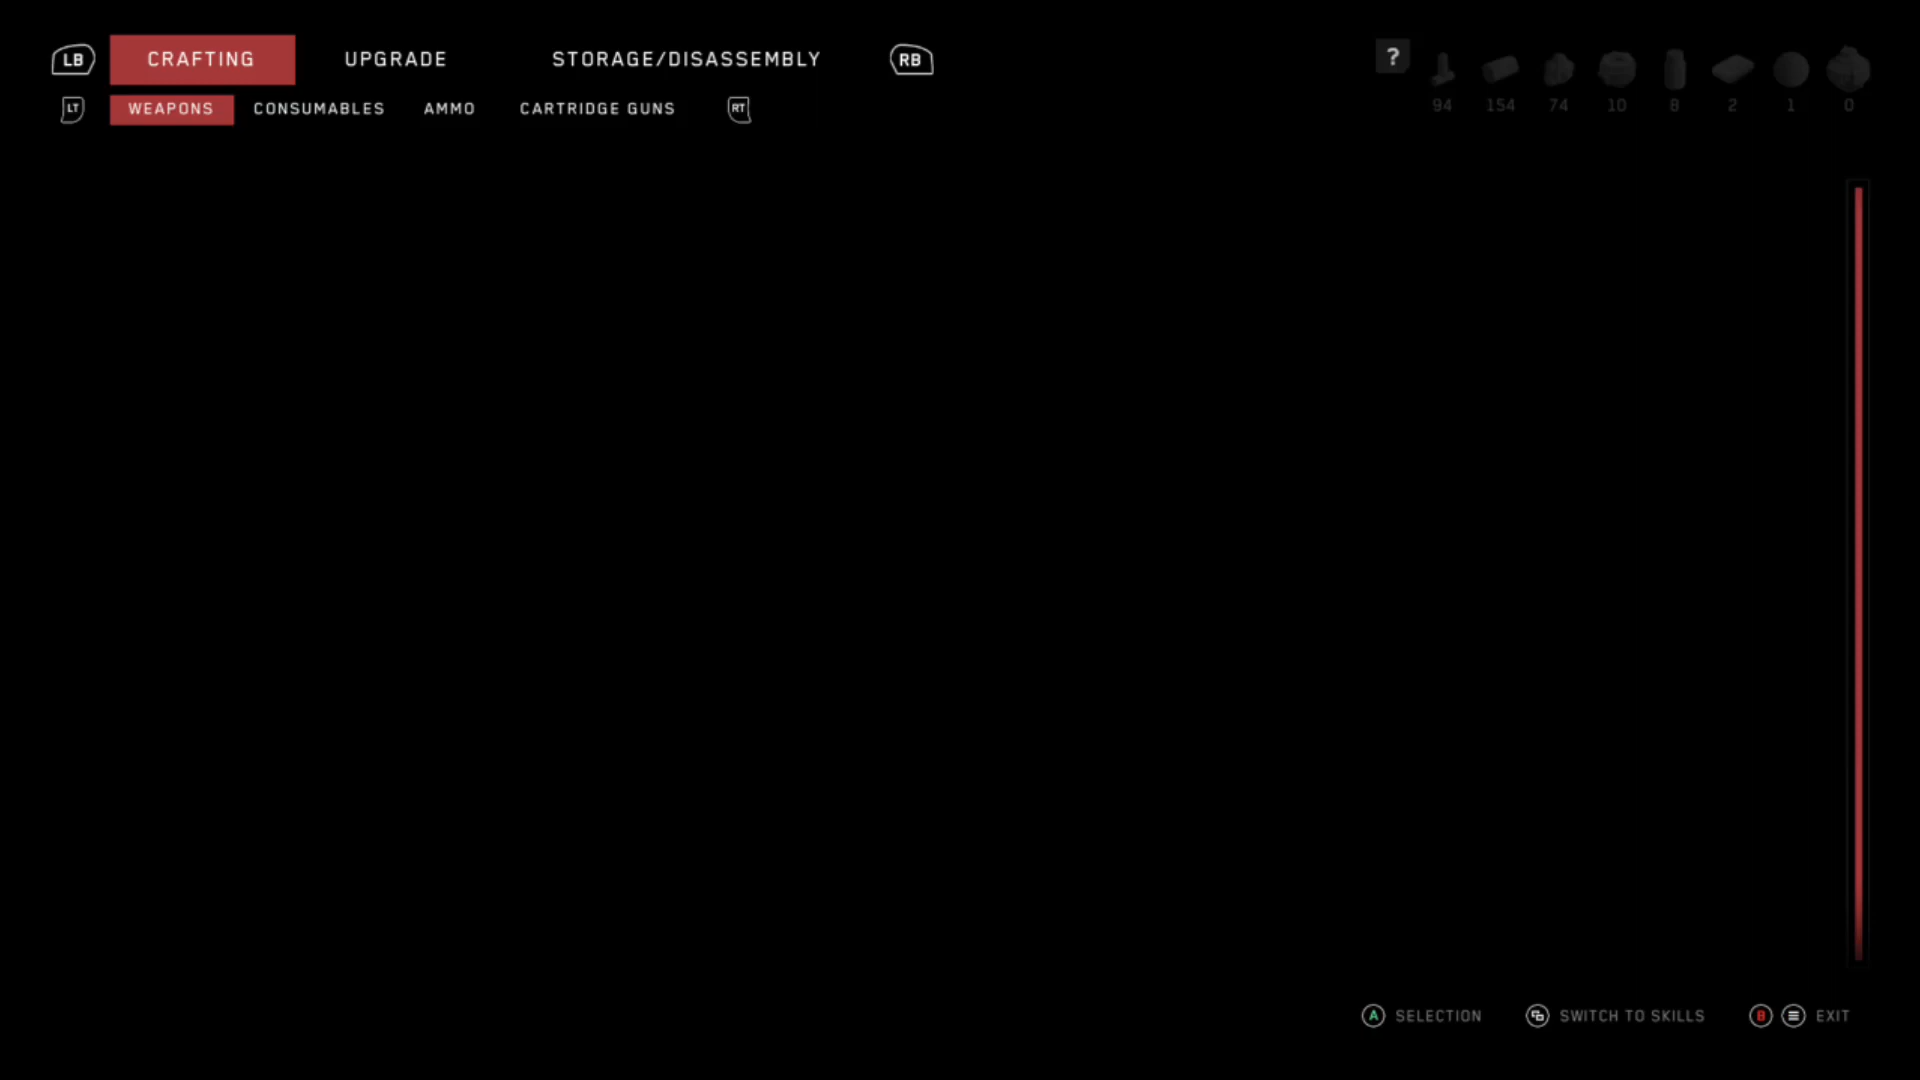 LB CRAFTING UPGRADE STORAGE/DISASSEMBLY RB ?
LT WEAPONS CONSUMABLES AMMO CARTRIDGE GUNS RT
94 154 74 10 8 2 1 0
A SELECTION SWITCH TO SKILLS B EXIT